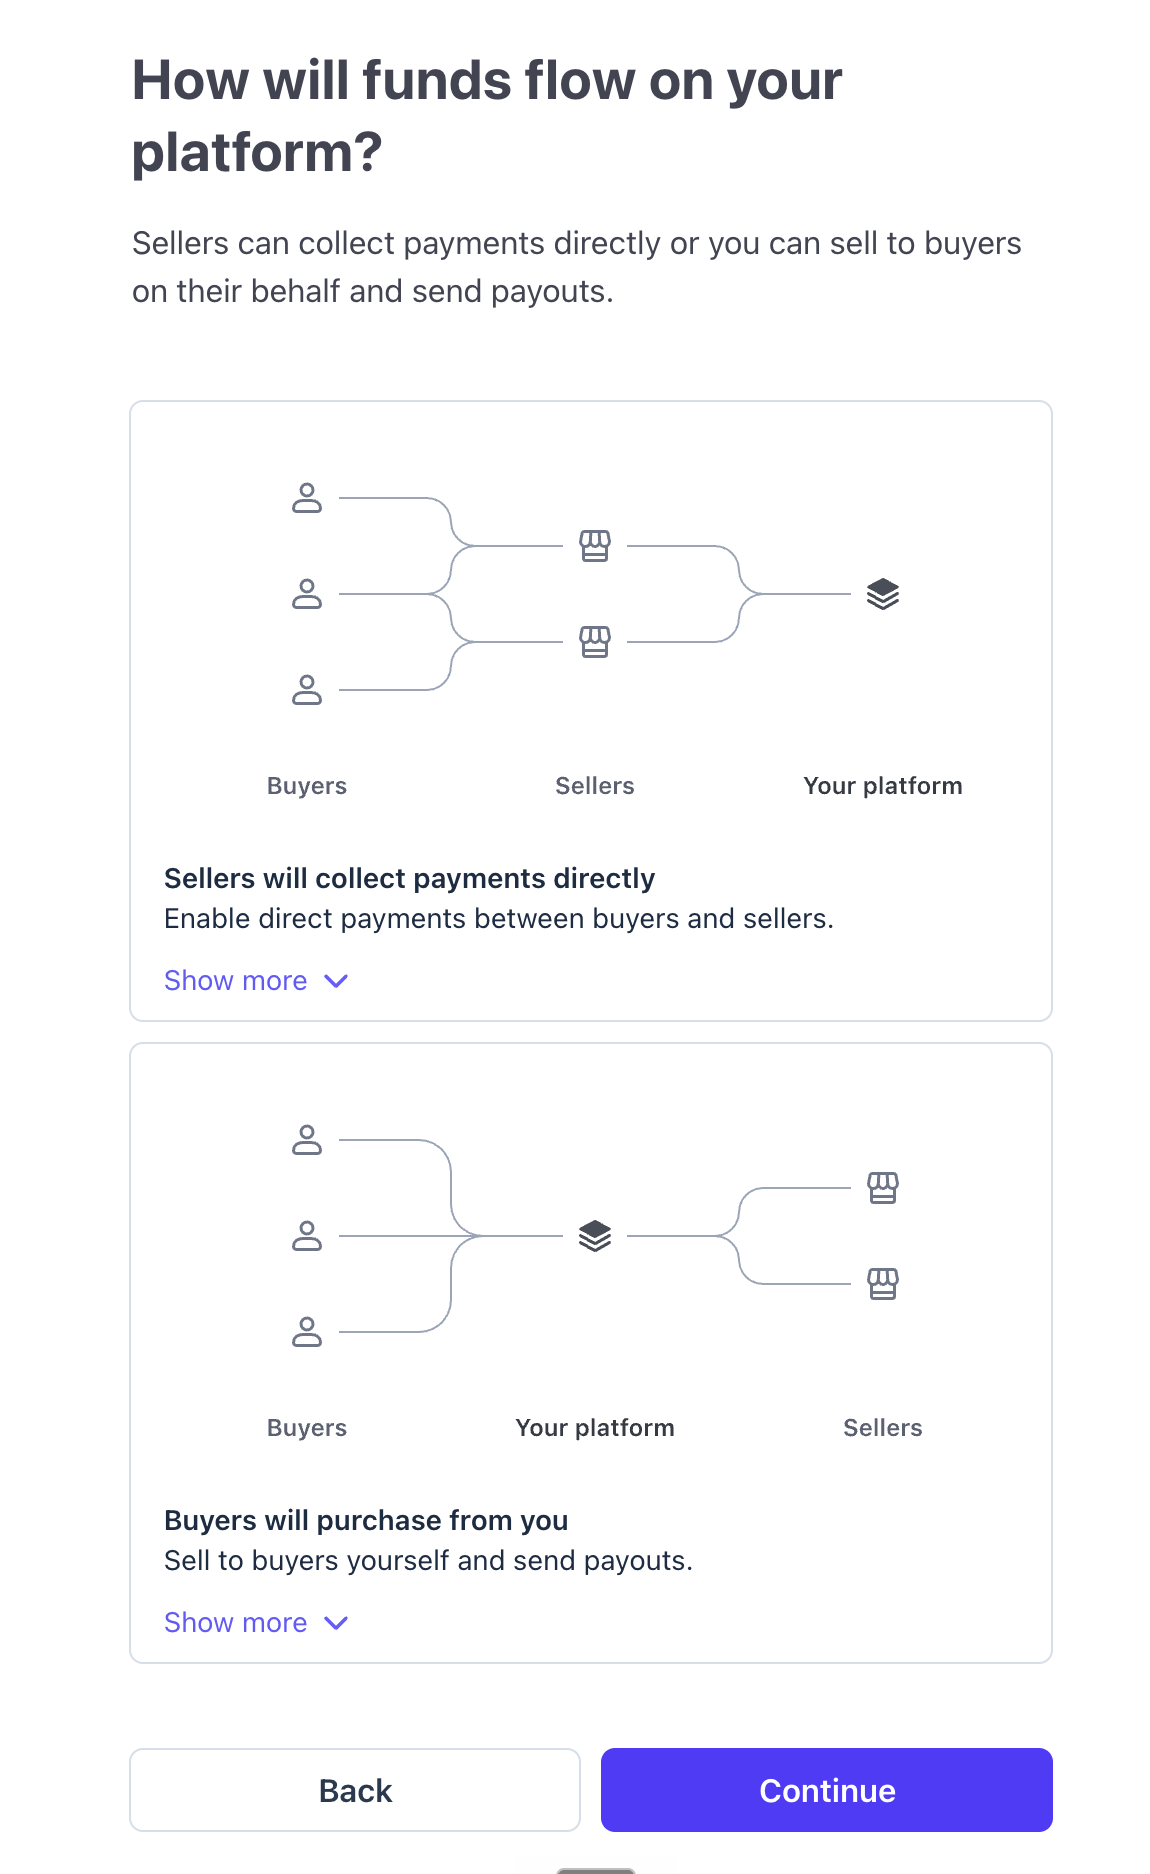 How will funds flow on your
platform?
Sellers can collect payments directly or you can sell to buyers
on their behalf and send payouts.
Buyers
Sellers
Your platform
Sellers will collect payments directly
Enable direct payments between buyers and sellers.
Show more
Buyers
Your platform
Sellers
Buyers will purchase from you
Sell to buyers yourself and send payouts.
Show more
Back
Continue